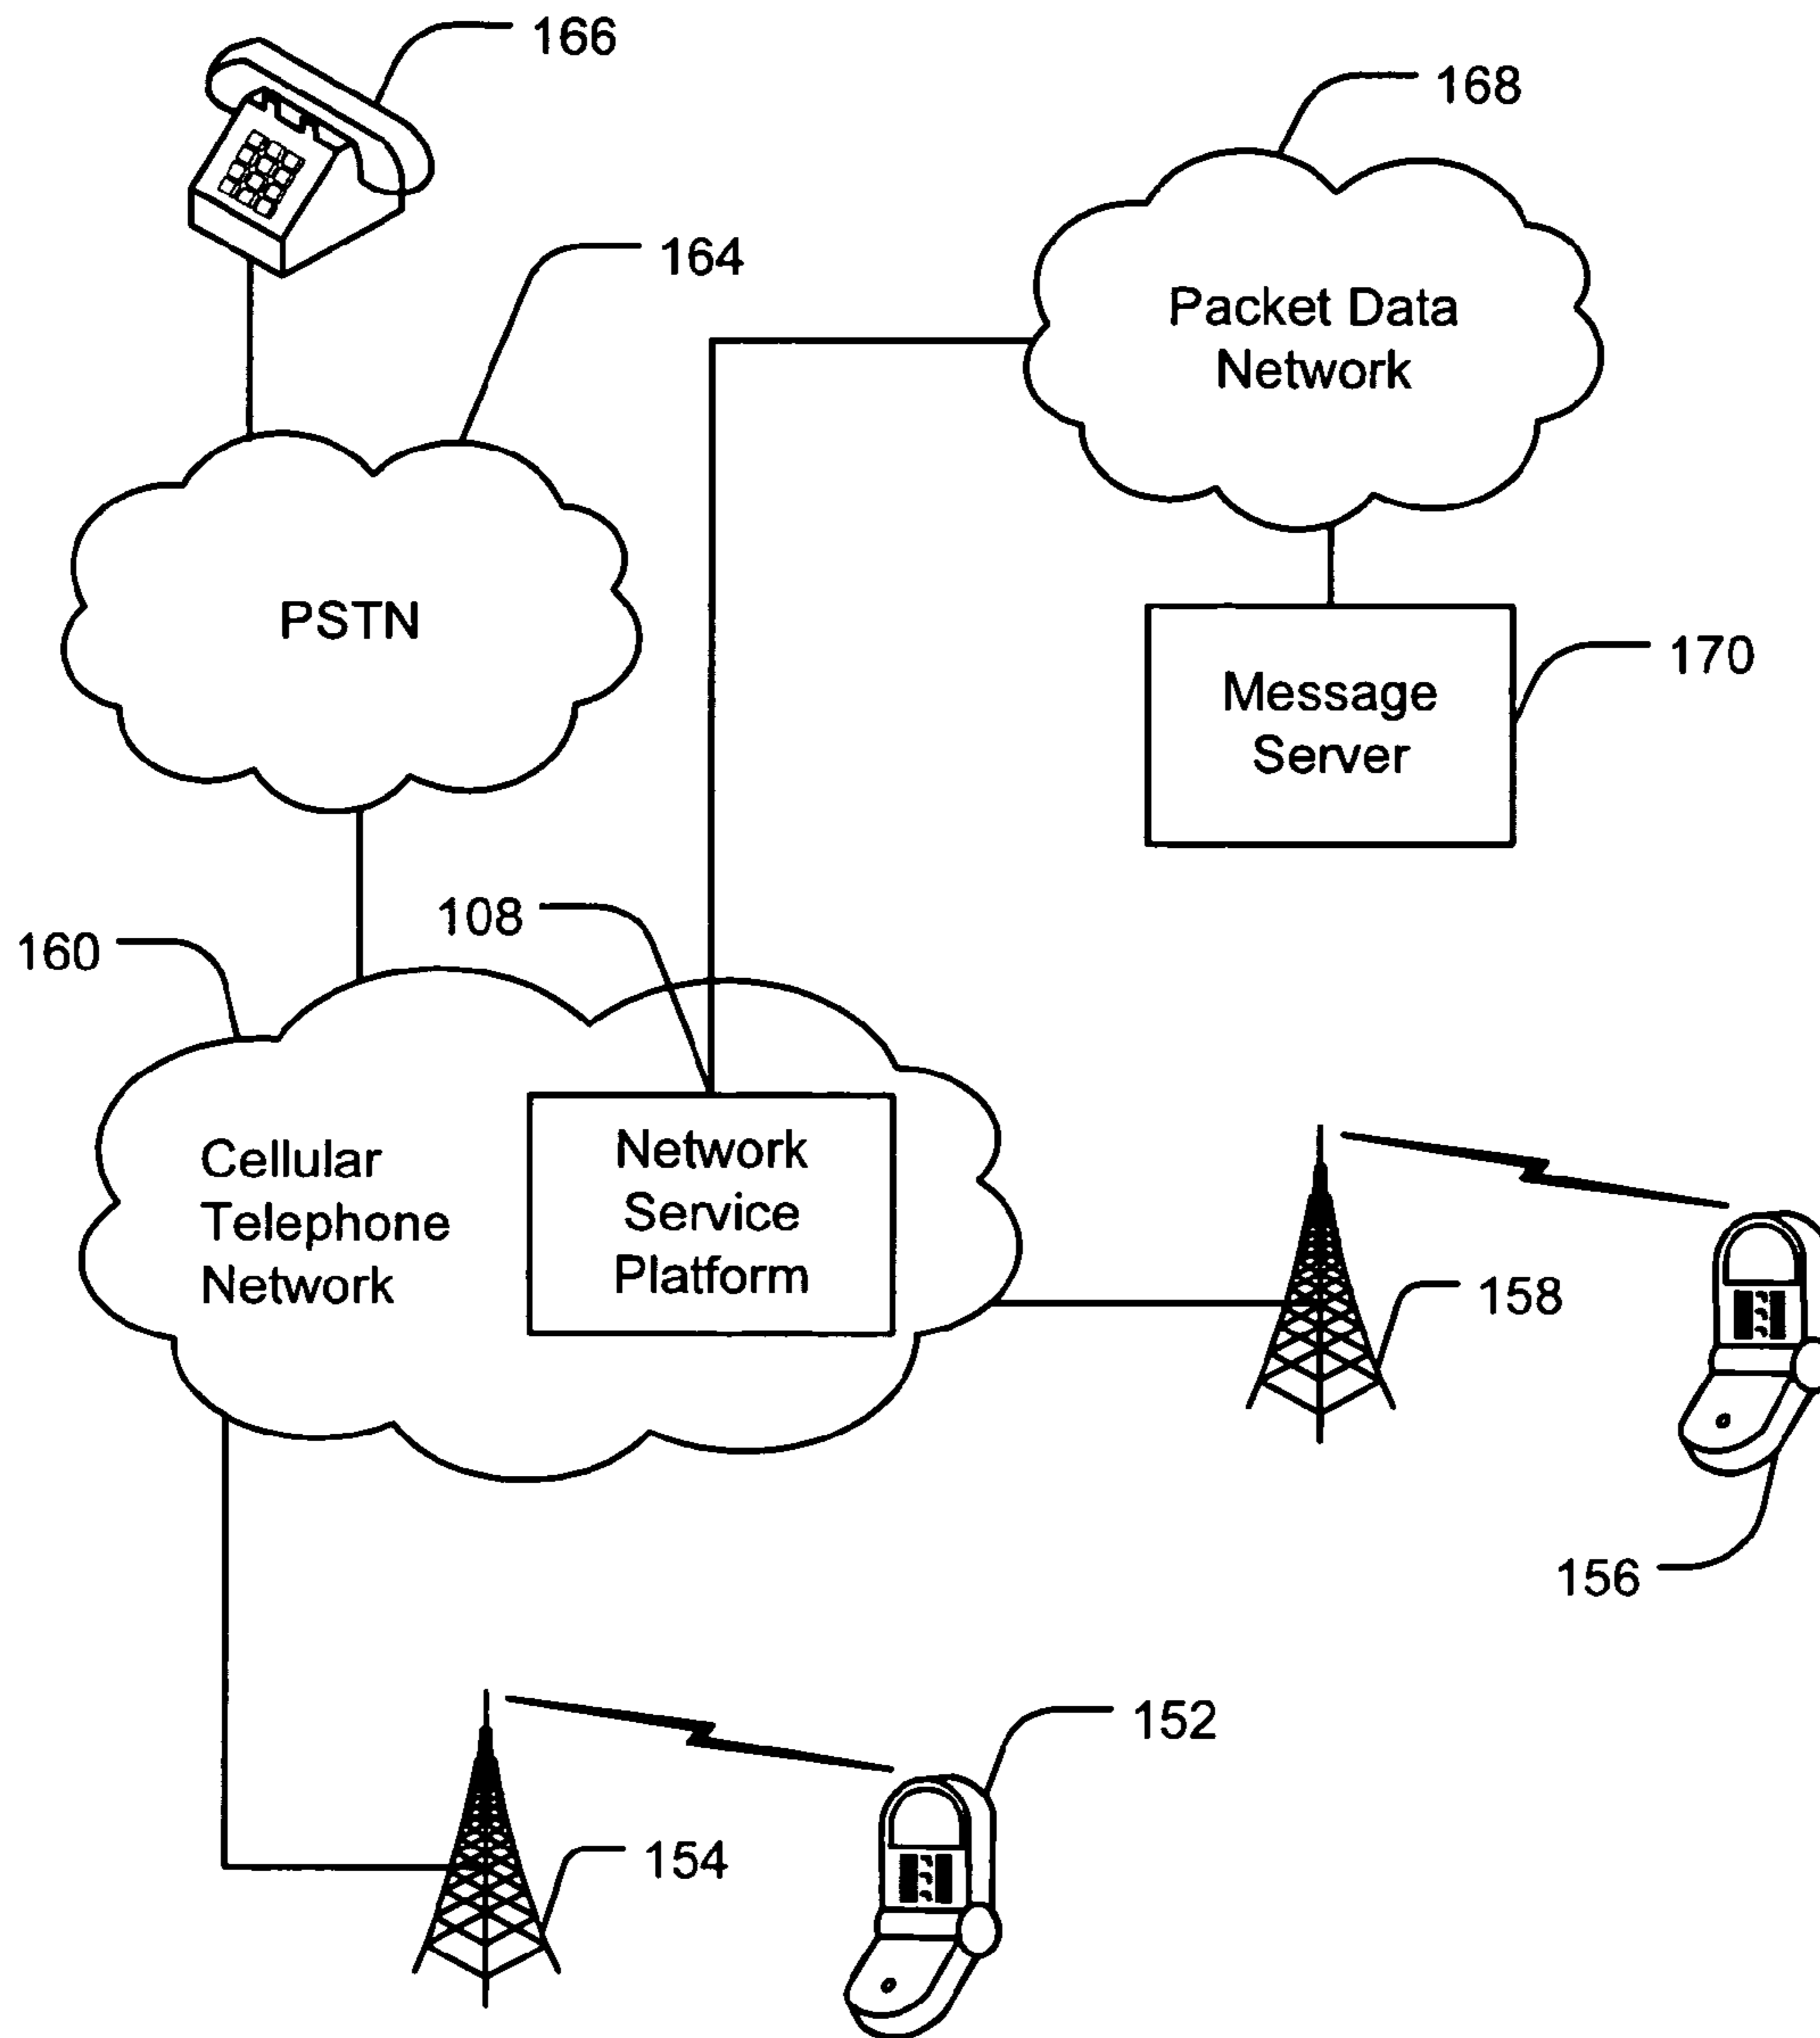 166
168
164
Packet Data
Network
PSTN
170
Message
Server
108
160
Network
Service
Platform
Cellular
Telephone
Network
158
156
152
154